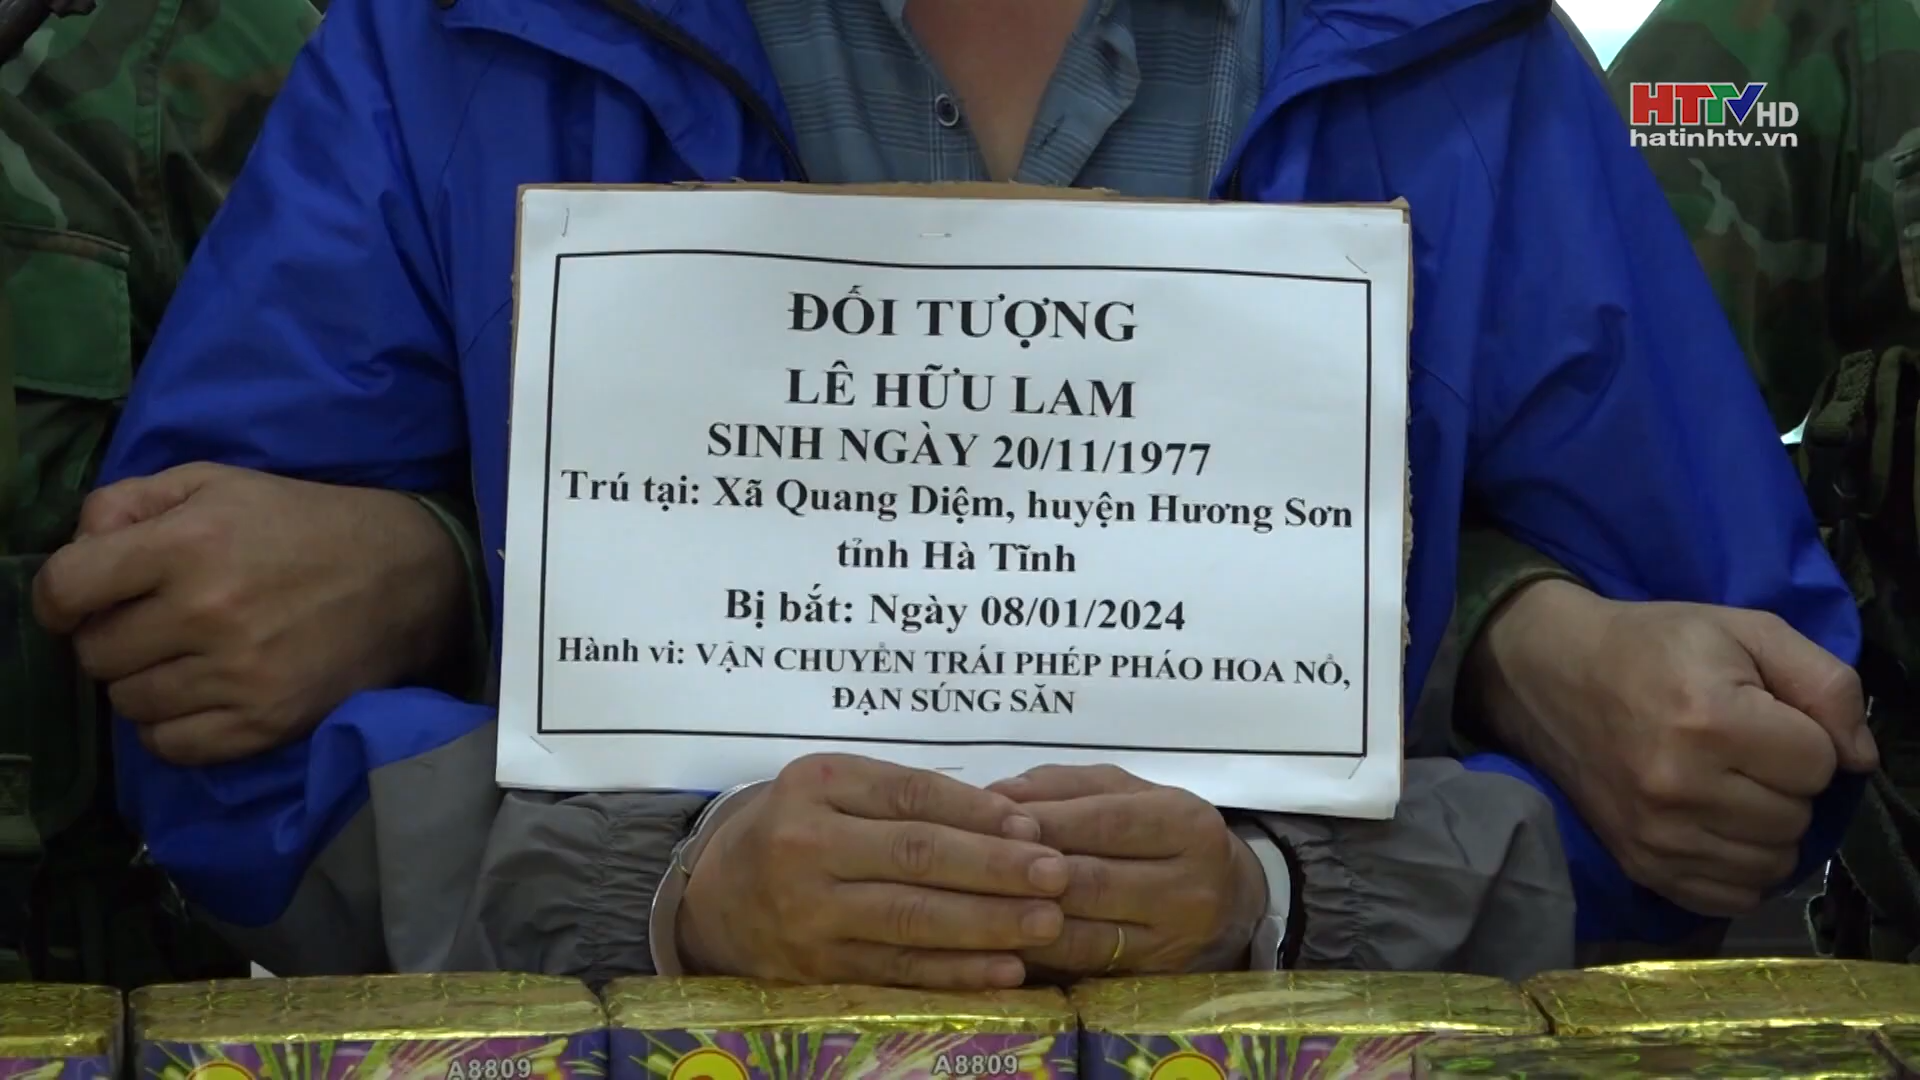 HTTV HD
hatinhtv.vn
ĐỐI TƯỢNG
LÊ HỮU LAM
SINH NGÀY 20/11/1977
Trú tại: Xã Quang Diệm, huyện Hương Sơn
tỉnh Hà Tĩnh
Bị bắt: Ngày 08/01/2024
Hành vi: VẬN CHUYỂN TRÁI PHÉP PHÁO HOA NỔ,
ĐẠN SÚNG SĂN
A8809
A8809